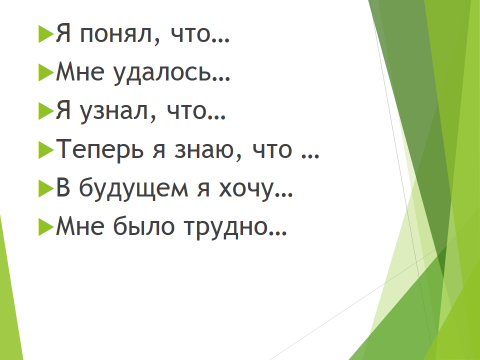 Я понял, что…
Мне удалось…
Я узнал, что…
Теперь я знаю, что …
В будущем я хочу…
Мне было трудно…